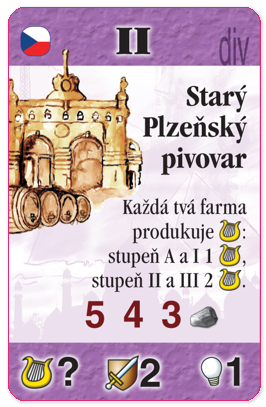 II
div
Starý
Plzeňský
pivovar
Každá tvá farma
produkuje :
stupeň A a I 1 ,
stupeň II a III 2 .
5 4 3
? 2 1